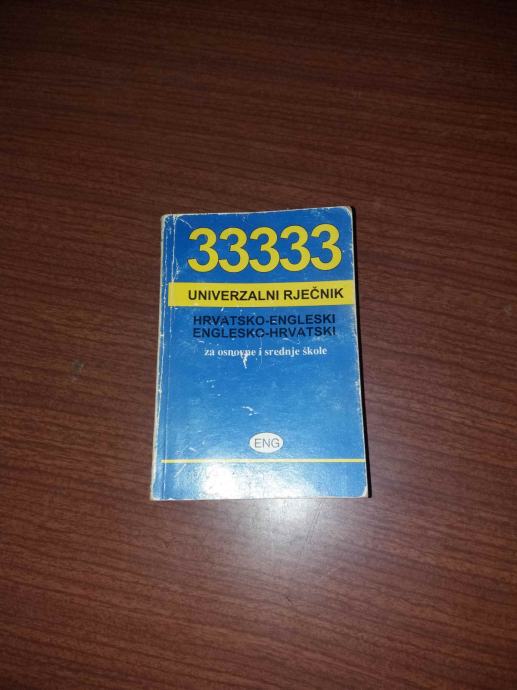 33333
UNIVERZALNI RJEČNIK
HRVATSKO-ENGLESKI
ENGLESKO-HRVATSKI
za osnovne i srednje škole
ENG